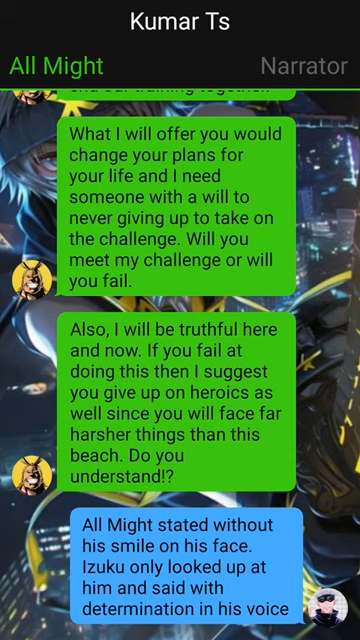 Kumar Ts
All Might
Narrator
end our training together.
What I will offer you would
change your plans for
your life and I need
someone with a will to
never giving up to take on
the challenge. Will you
meet my challenge or will
you fail.
Also, I will be truthful here
and now. If you fail at
doing this then I suggest
you give up on heroics as
well since you will face far
harsher things than this
beach. Do you
understand!?
All Might stated without
his smile on his face.
Izuku only looked up at
him and said with
determination in his voice